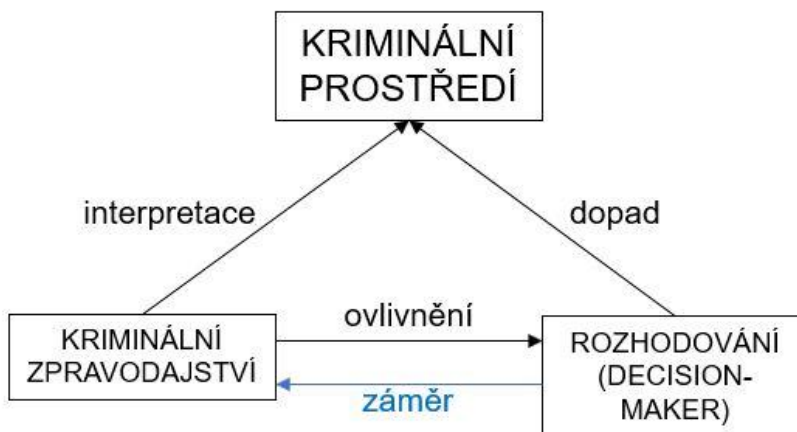 KRIMINÁLNÍ
PROSTŘEDÍ
interpretace
dopad
KRIMINÁLNÍ
ZPRAVODAJSTVÍ
ovlivnění
záměr
ROZHODOVÁNÍ
(DECISION-
MAKER)